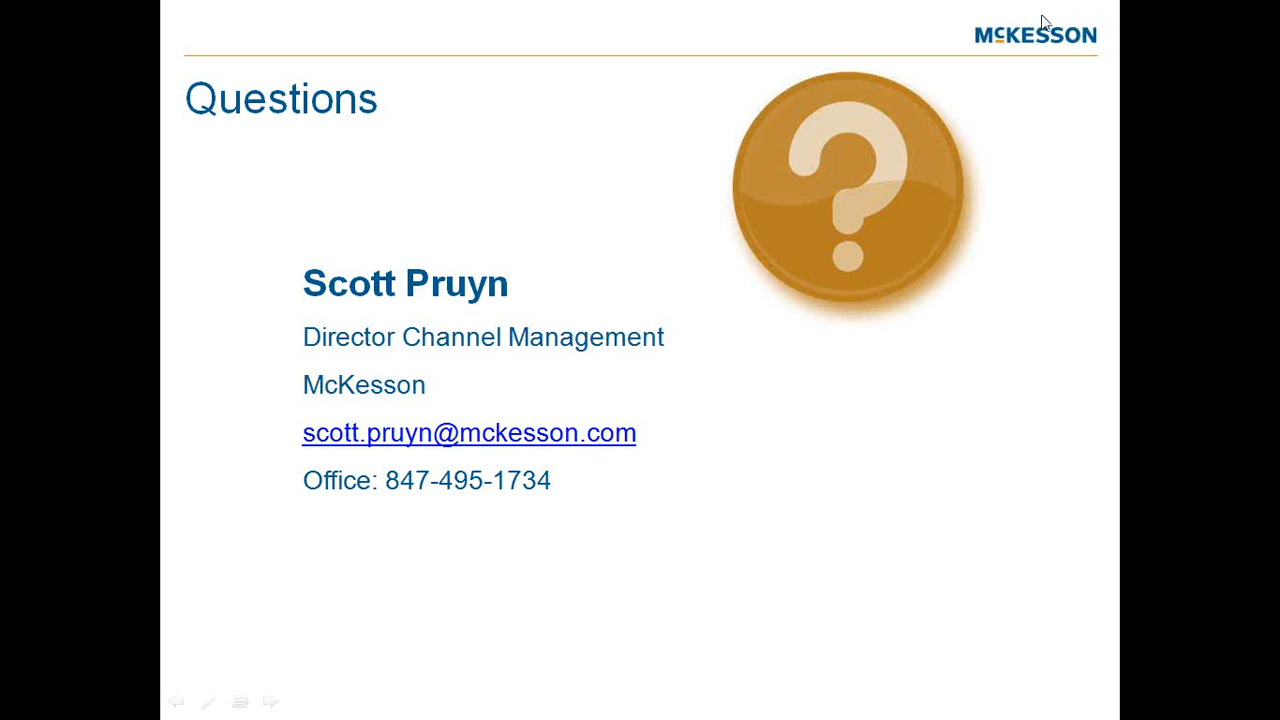 McKESSON
Questions
?
Scott Pruyn
Director Channel Management
McKesson
scott.pruyn@mckesson.com
Office: 847-495-1734